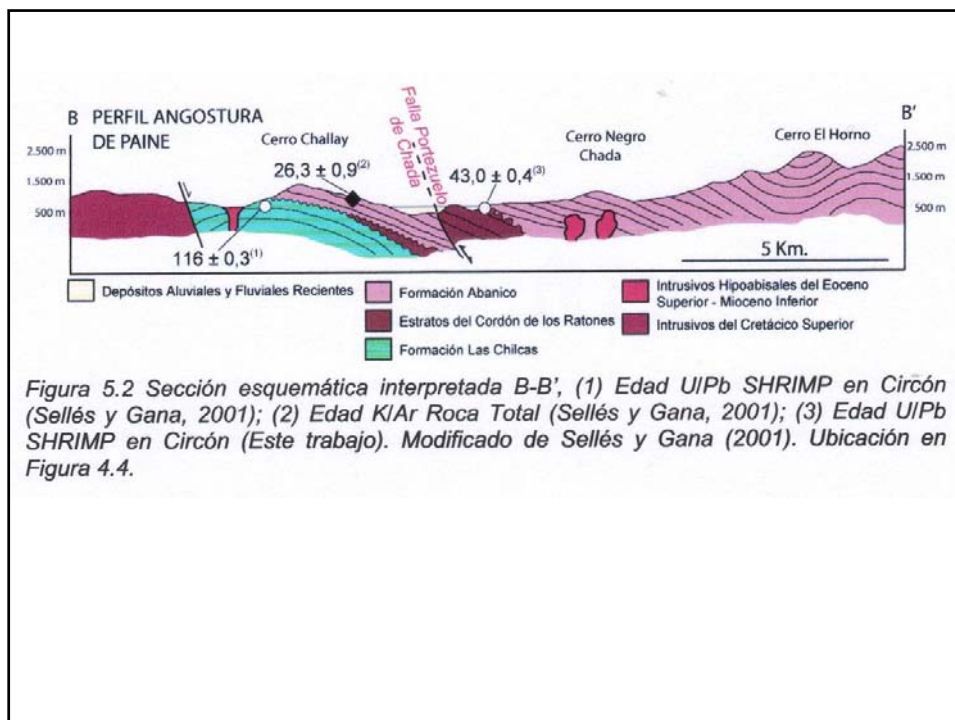 B PERFIL ANGOSTURA
DE PAINE
Cerro Challay
26,3 ± 0,9(2)
Falla Portezuelo
de Chada
43,0 ± 0,4(3)
Cerro Negro
Chada
Cerro El Horno
B'
2.500 m
1.500 m
500 m
2.500 m
1.500 m
500 m
116 ± 0,3(1)
5 Km.
Depósitos Aluviales y Fluviales Recientes
Formación Abanico
Estratos del Cordón de los Ratones
Formación Las Chilcas
Intrusivos Hipoabisales del Eoceno
Superior - Mioceno Inferior
Intrusivos del Cretácico Superior
Figura 5.2 Sección esquemática interpretada B-B', (1) Edad U/Pb SHRIMP en Circón
(Sellés y Gana, 2001); (2) Edad K/Ar Roca Total (Sellés y Gana, 2001); (3) Edad U/Pb
SHRIMP en Circón (Este trabajo). Modificado de Sellés y Gana (2001). Ubicación en
Figura 4.4.